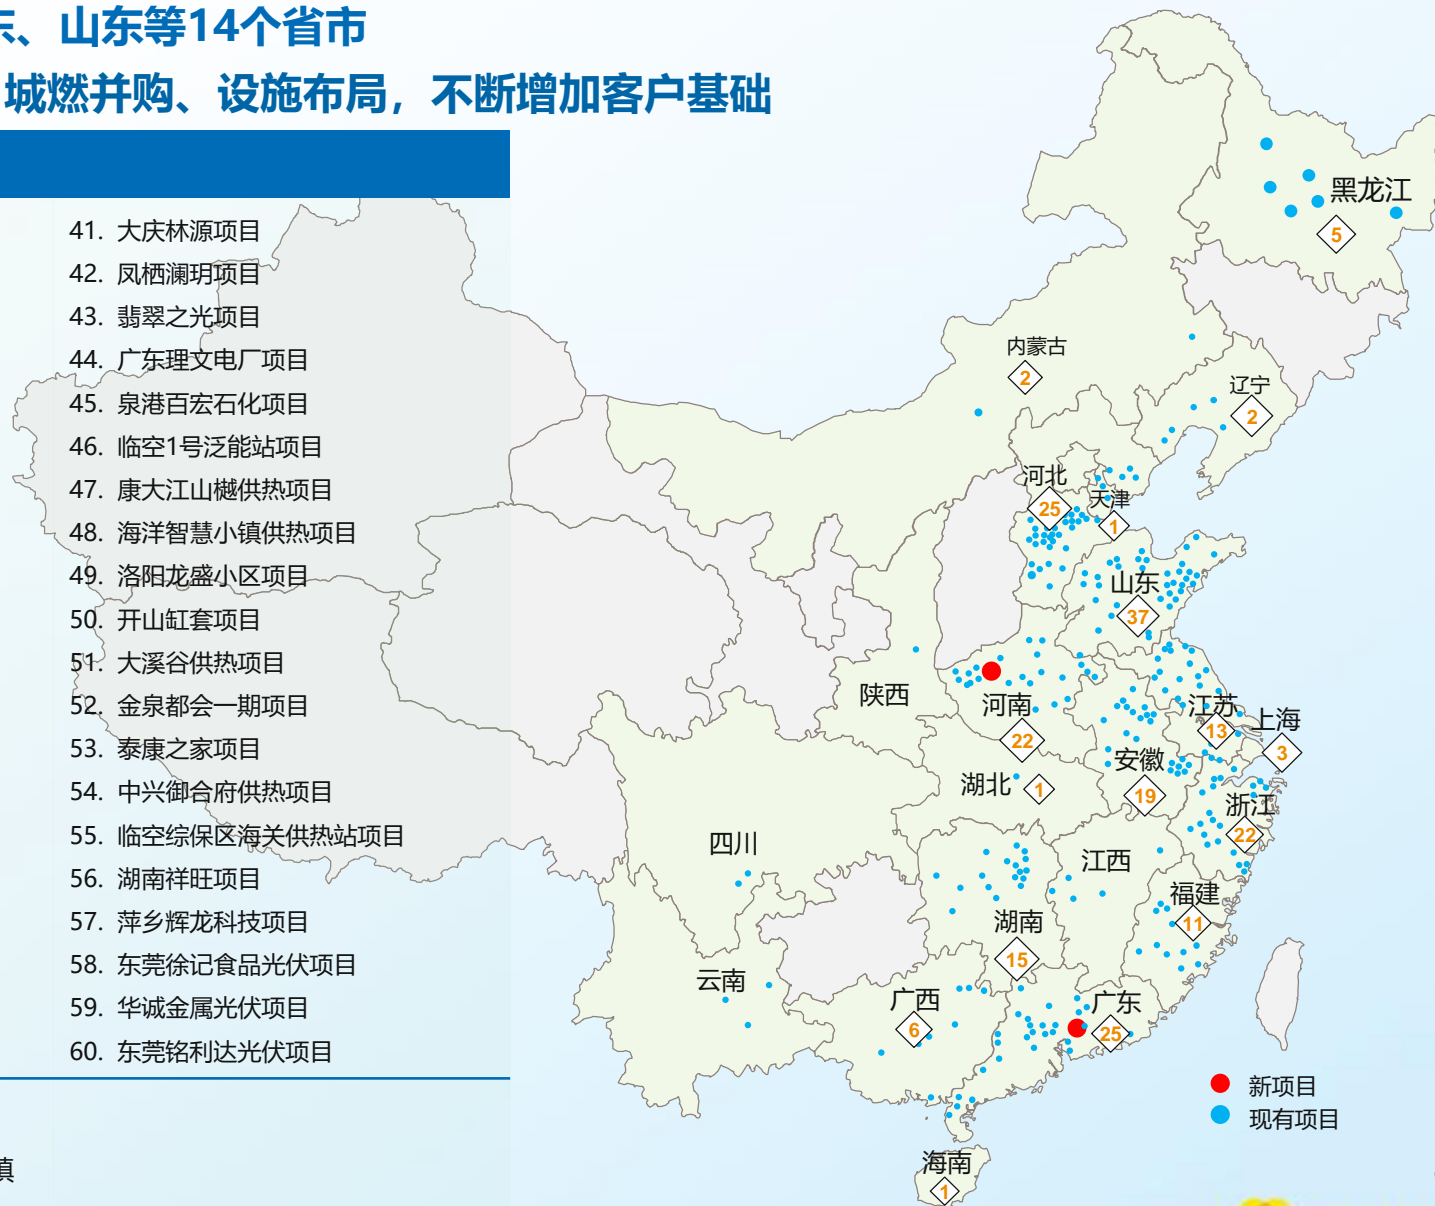 东、山东等14个省市
城燃并购、设施布局，不断增加客户基础
41. 大庆林源项目
42. 凤栖澜玥项目
43. 翡翠之光项目
44. 广东理文电厂项目
45. 泉港百宏石化项目
46. 临空1号泛能站项目
47. 康大江山樾供热项目
48. 海洋智慧小镇供热项目
49. 洛阳龙盛小区项目
50. 开山缸套项目
51. 大溪谷供热项目
52. 金泉都会一期项目
53. 泰康之家项目
54. 中兴御合府供热项目
55. 临空综保区海关供热站项目
56. 湖南祥旺项目
57. 萍乡辉龙科技项目
58. 东莞徐记食品光伏项目
59. 华诚金属光伏项目
60. 东莞铭利达光伏项目
黑龙江
5
内蒙古
2
辽宁
2
河北
25
天津
1
山东
37
陕西
河南
22
江苏
13
上海
3
安徽
19
湖北
1
浙江
22
四川
江西
福建
11
湖南
15
云南
广西
6
广东
25
海南
1
新项目
现有项目